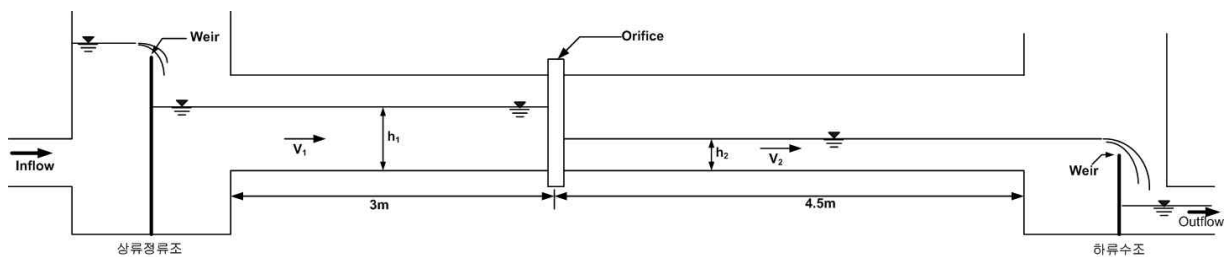 Weir
Orifice
Inflow
V1
h1
h2
V2
Weir
3m
4.5m
Outflow
상류정류조
하류수조